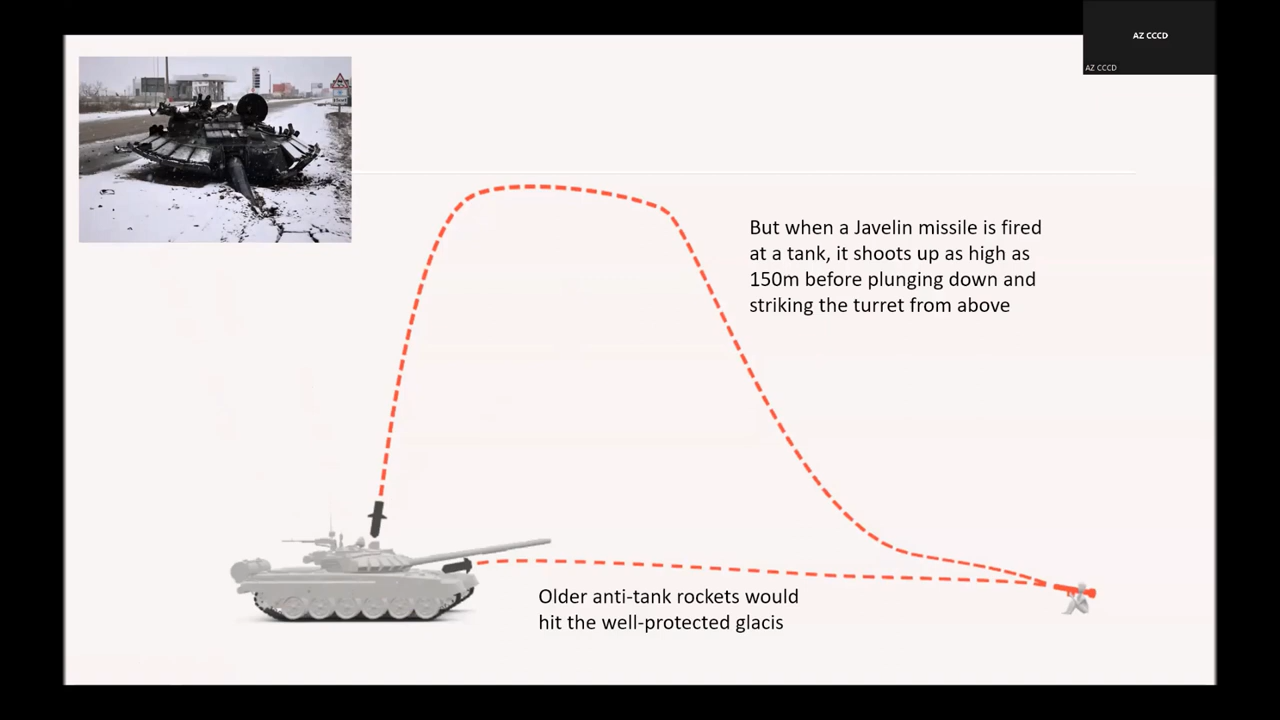 AZ CCCD
AZ CCCD
But when a Javelin missile is fired
at a tank, it shoots up as high as
150m before plunging down and
striking the turret from above
Older anti-tank rockets would
hit the well-protected glacis